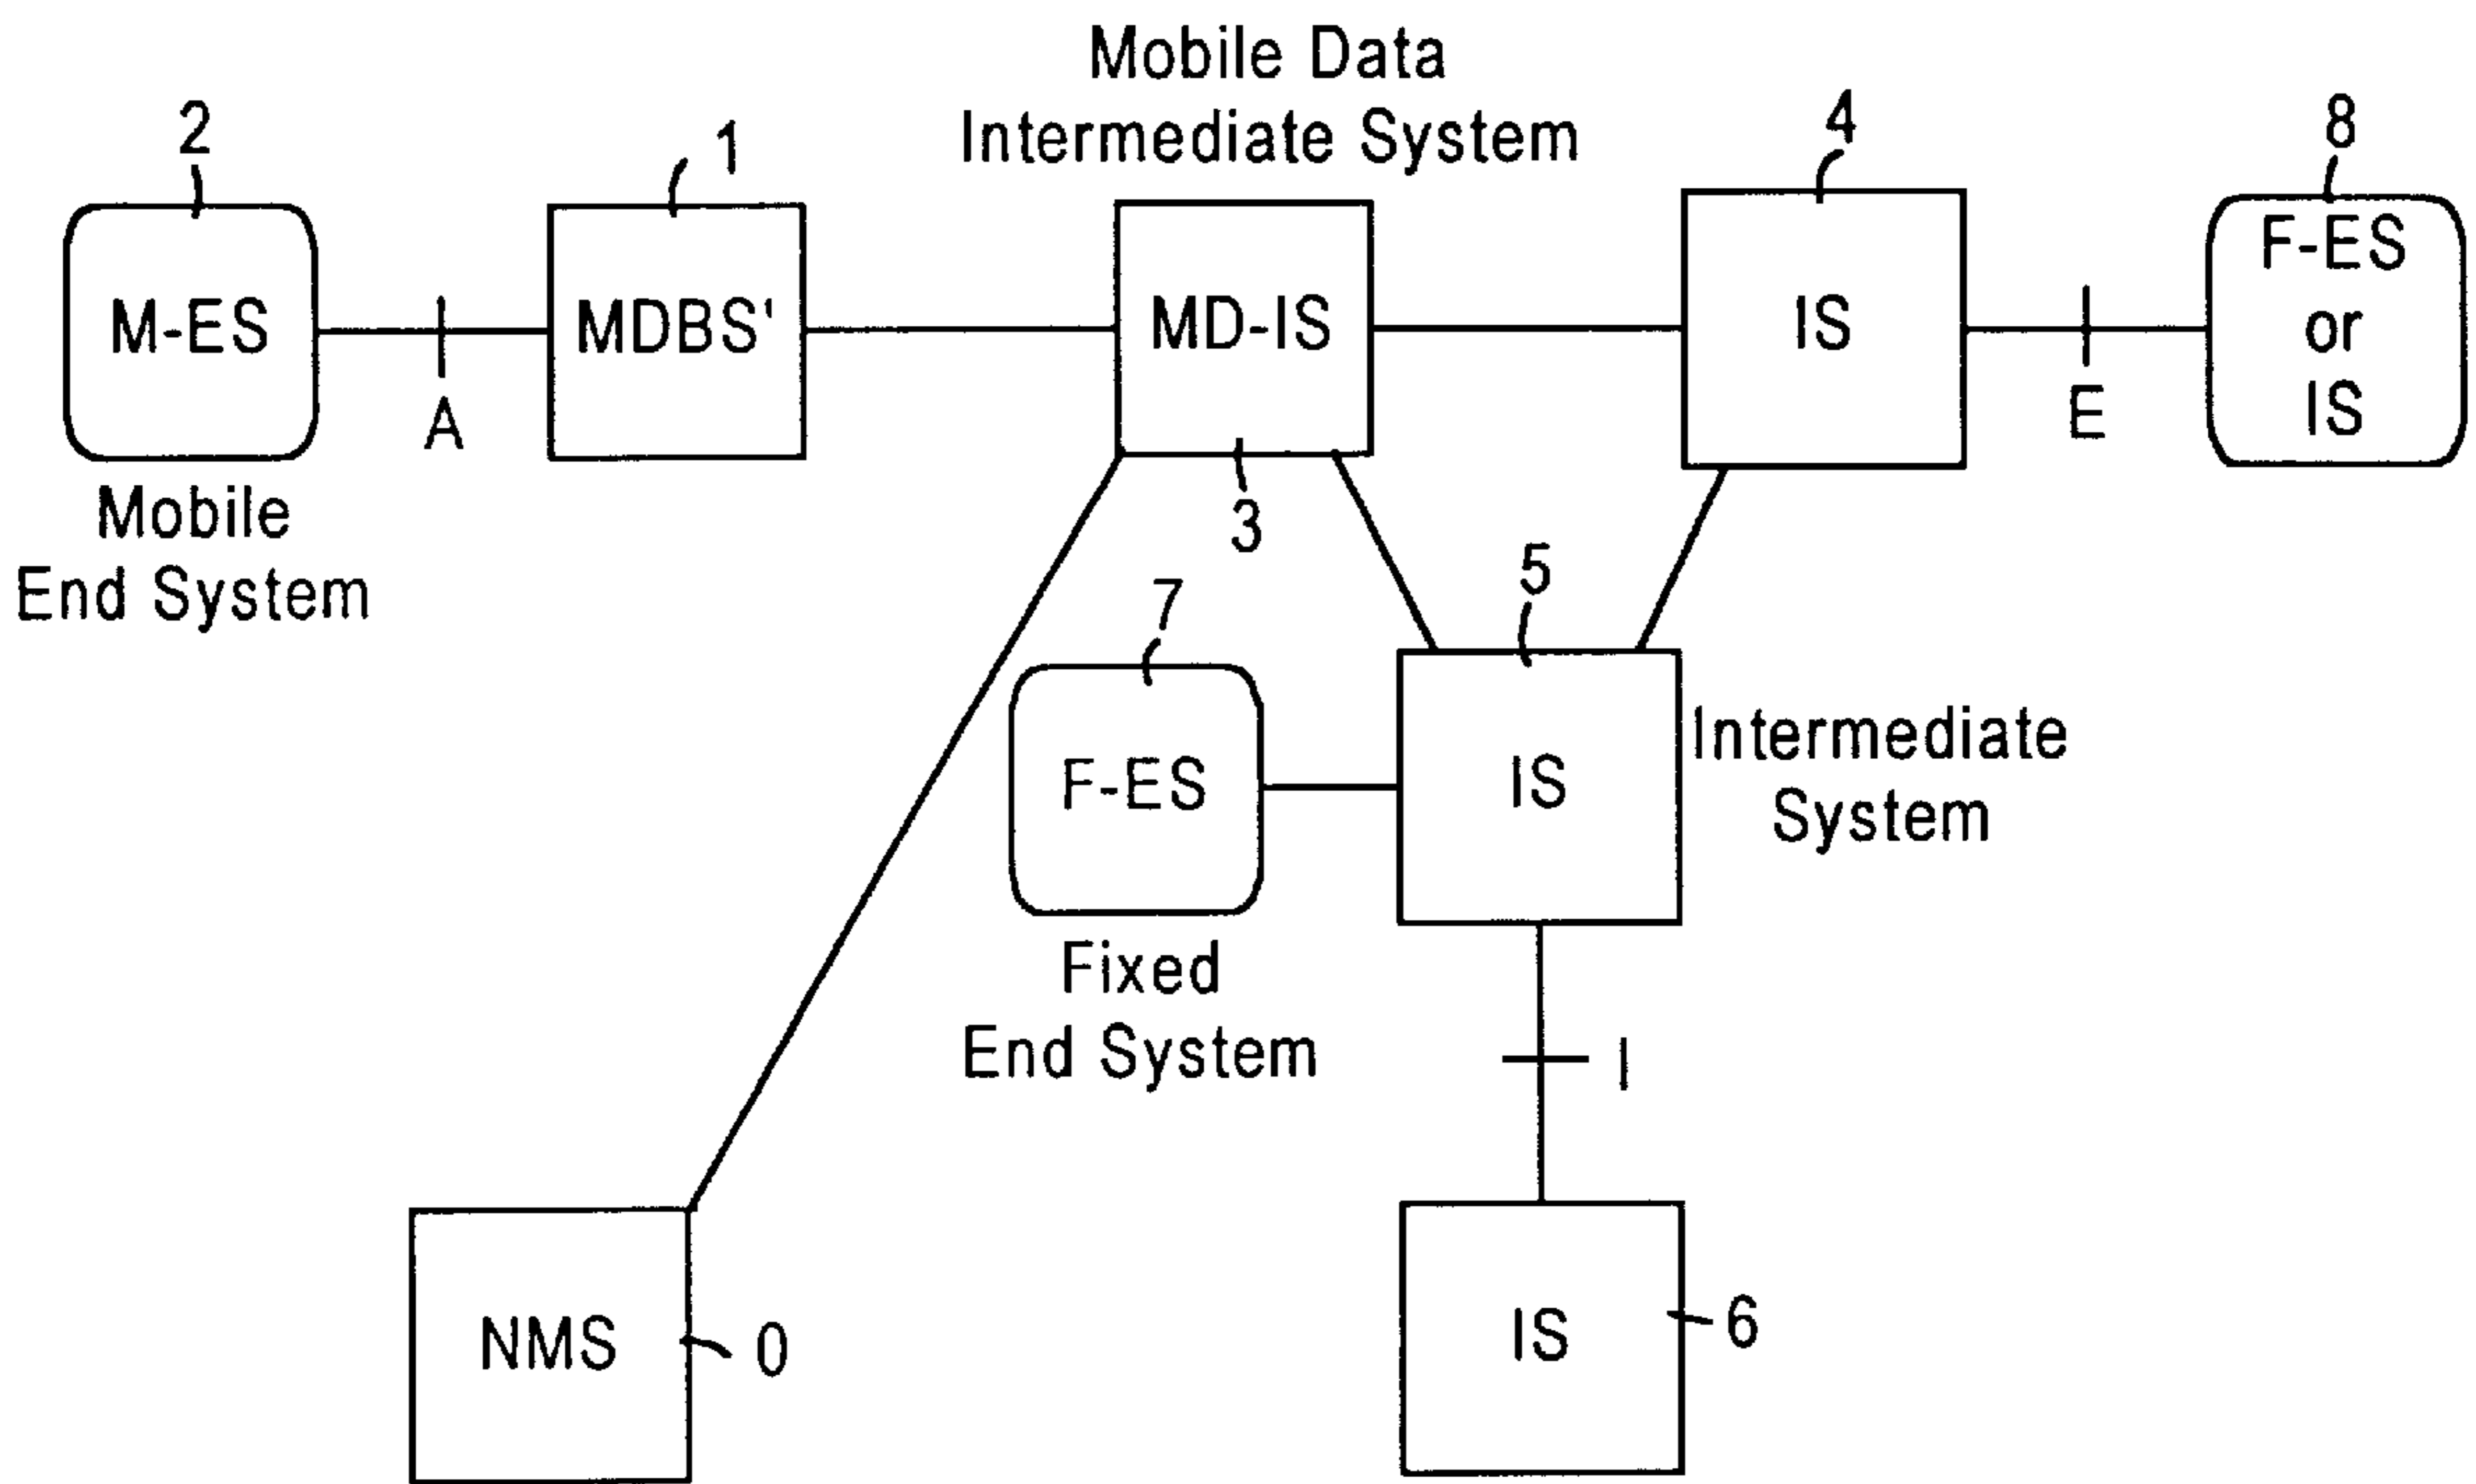 Mobile Data
Intermediate System
2
1
4
8
M-ES
MDBS'
MD-IS
IS
F-ES
or
IS
A
E
Mobile
End System
3
5
7
F-ES
IS
Intermediate
System
Fixed
End System
I
NMS
0
IS
6